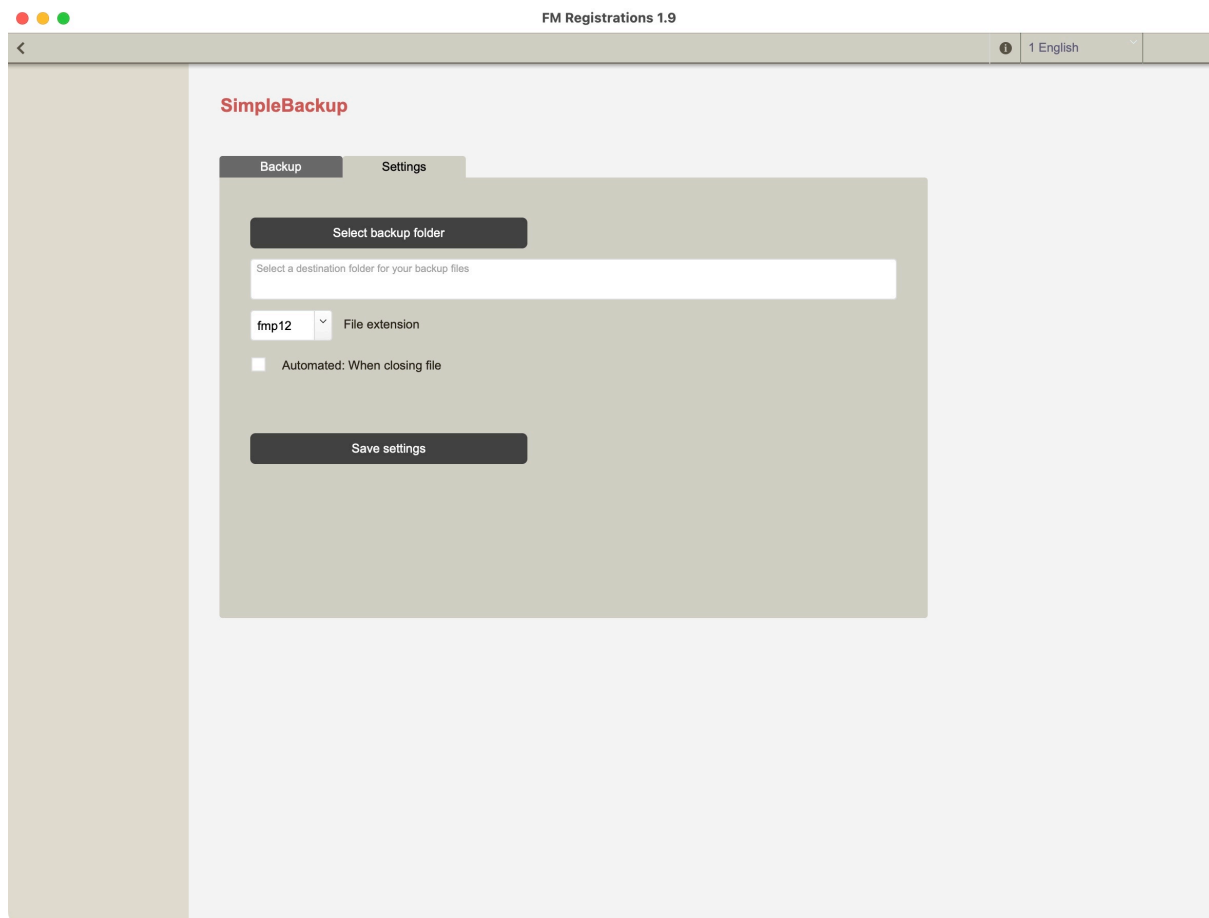 FM Registrations 1.9
1 English
SimpleBackup
Backup Settings
Select backup folder
Select a destination folder for your backup files
fmp12 File extension
Automated: When closing file
Save settings